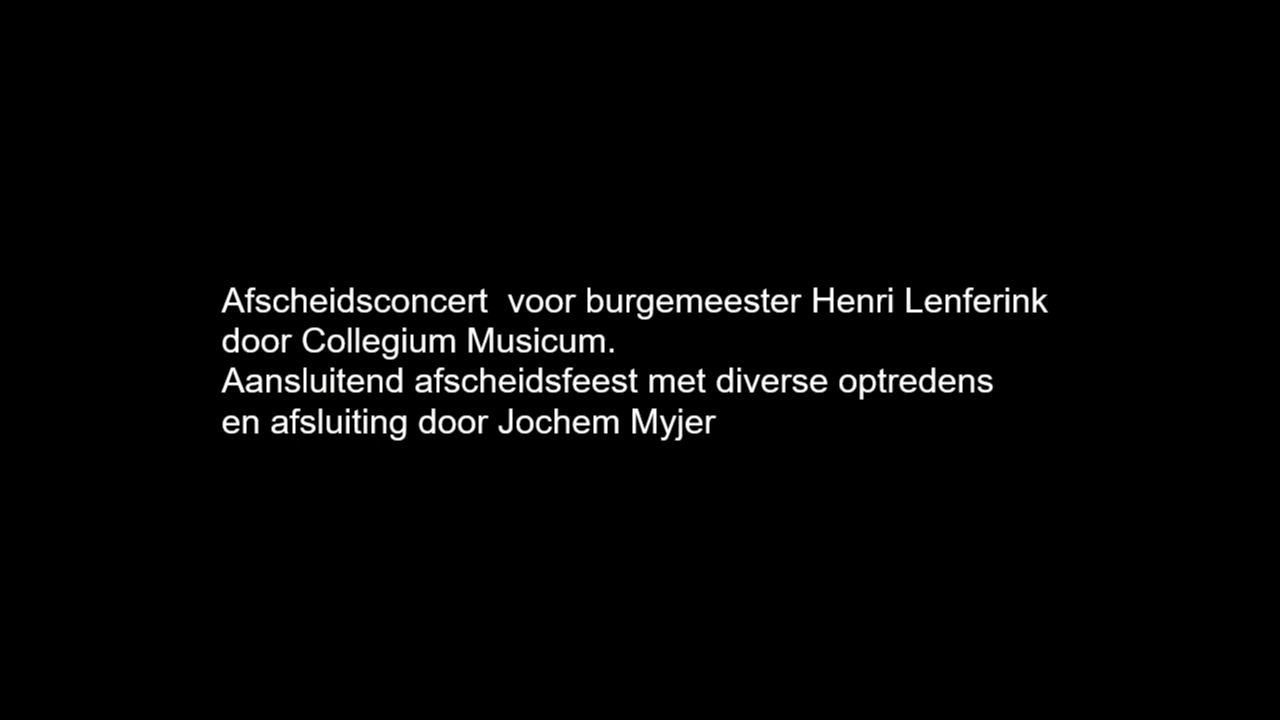 Afscheidsconcert  voor burgemeester Henri Lenferink
door Collegium Musicum.
Aansluitend afscheidsfeest met diverse optredens
en afsluiting door Jochem Myjer